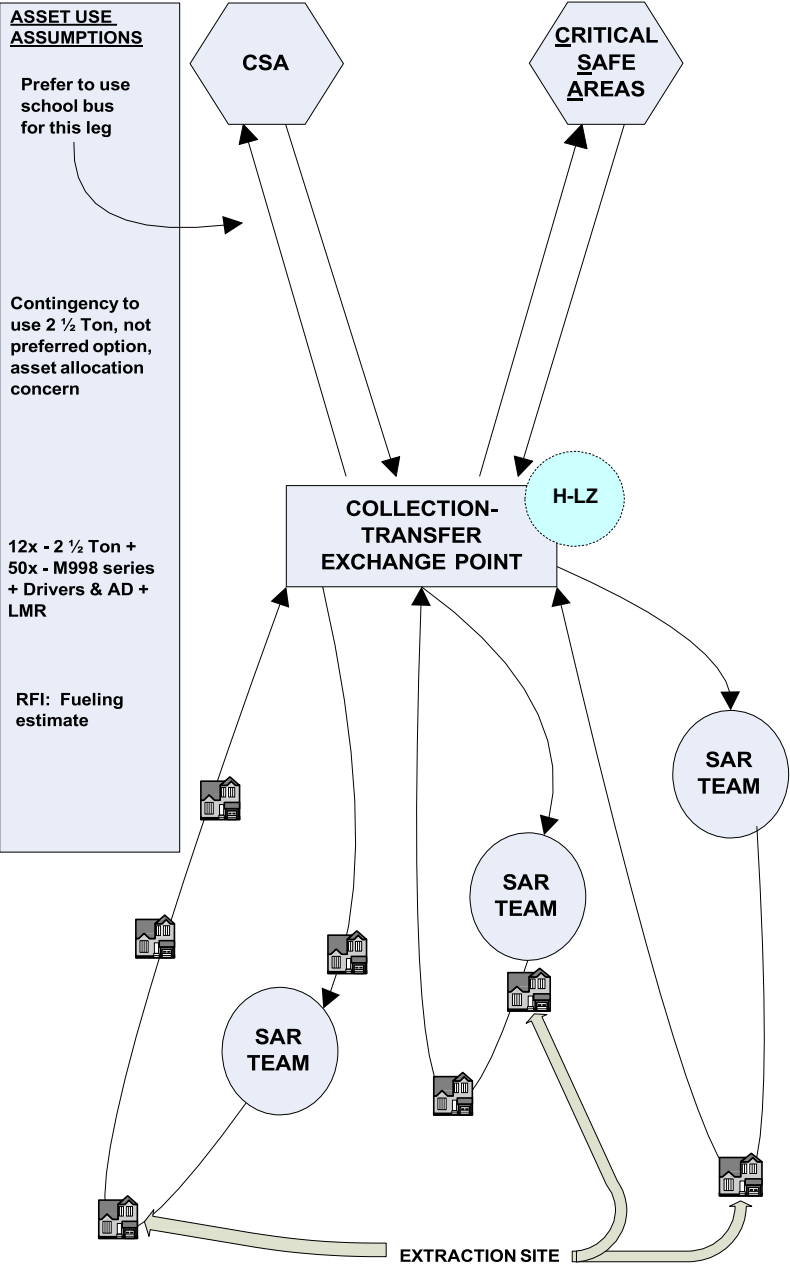 ASSET USE
ASSUMPTIONS
Prefer to use
school bus
for this leg
Contingency to
use 2 ½ Ton, not
preferred option,
asset allocation
concern
12x - 2 ½ Ton +
50x - M998 series
+ Drivers & AD +
LMR
RFI: Fueling
estimate
CSA
CRITICAL
SAFE
AREAS
COLLECTION-
TRANSFER
EXCHANGE POINT
H-LZ
SAR
TEAM
SAR
TEAM
SAR
TEAM
EXTRACTION SITE